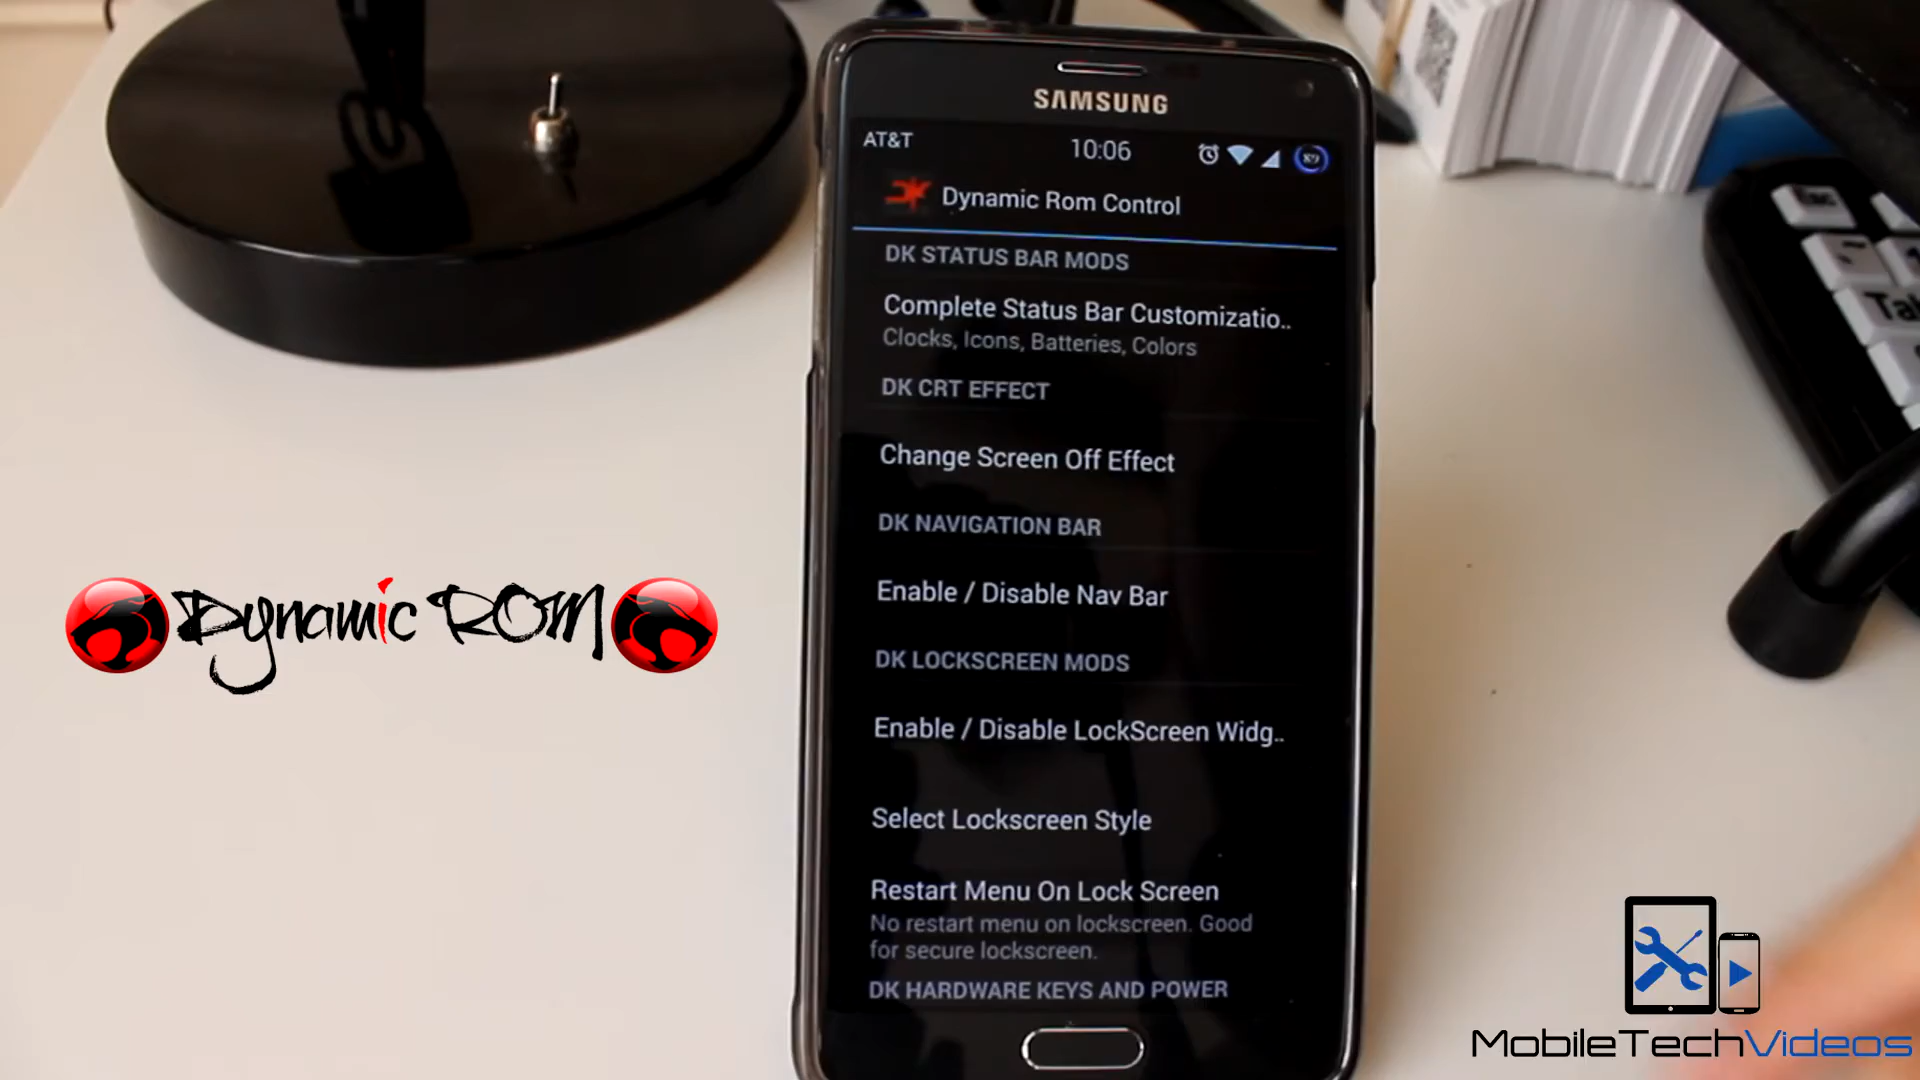 SAMSUNG
AT&T 10:06 89
DK Dynamic Rom Control
DK STATUS BAR MODS
Complete Status Bar Customizatio..
Clocks, Icons, Batteries, Colors
DK CRT EFFECT
Change Screen Off Effect
DK NAVIGATION BAR
Enable / Disable Nav Bar
DK LOCKSCREEN MODS
Enable / Disable LockScreen Widg..
Select Lockscreen Style
Restart Menu On Lock Screen
No restart menu on lockscreen. Good
for secure lockscreen.
DK HARDWARE KEYS AND POWER
Dynamic ROM
Tab
MobileTechVideos